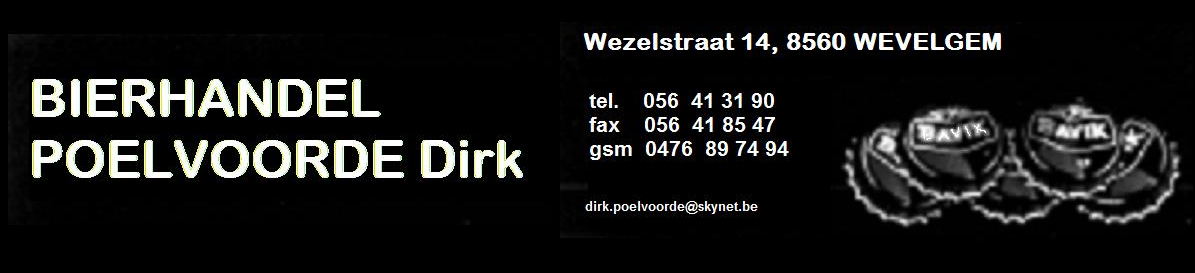 BIERHANDEL
POELVOORDE Dirk
Wezelstraat 14, 8560 WEVELGEM
tel. 056 41 31 90
fax 056 41 85 47
gsm 0476 89 74 94
dirk.poelvoorde@skynet.be
BAVIK BAVIK